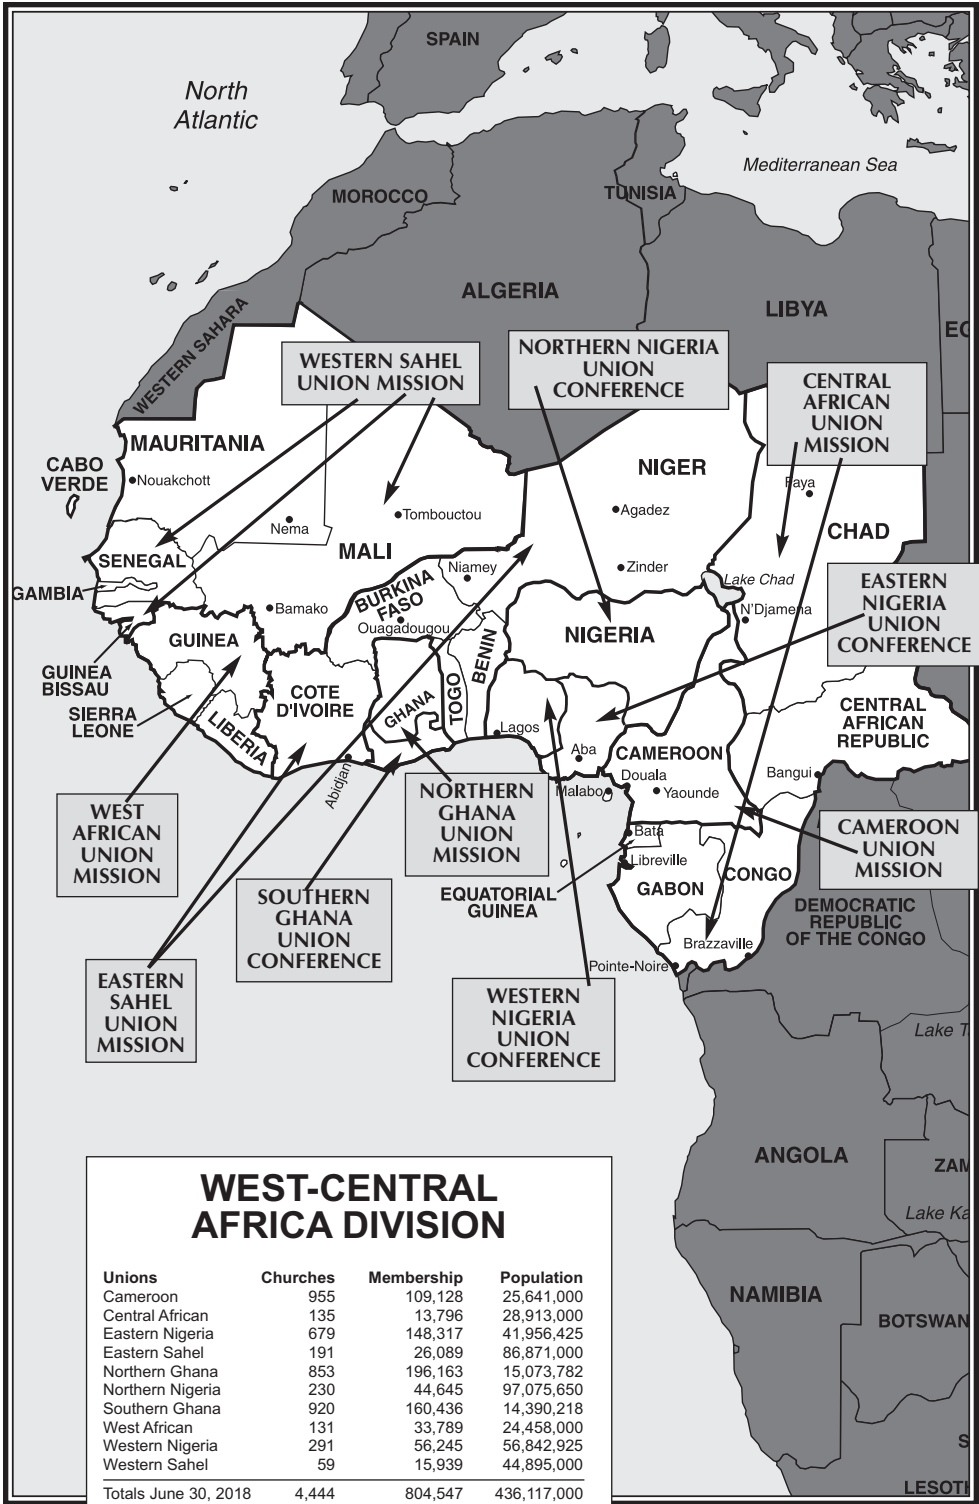 SPAIN
North
Atlantic
Mediterranean Sea
MOROCCO
TUNISIA
ALGERIA
LIBYA
WESTERN SAHARA
WESTERN SAHEL
UNION MISSION
NORTHERN NIGERIA
UNION
CONFERENCE
CENTRAL
AFRICAN
UNION
MISSION
MAURITANIA
CABO
VERDE
Nouakchott
Nema
Tombouctou
NIGER
Agadez
Faya
CHAD
MALI
SENEGAL
GAMBIA
Bamako
BURKINA
FASO
Niamey
Ouagadougou
Zinder
Lake Chad
N'Djamena
EASTERN
NIGERIA
UNION
CONFERENCE
GUINEA
NIGERIA
GUINEA
BISSAU
SIERRA
LEONE
LIBERIA
COTE
D'IVOIRE
GHANA
TOGO
BENIN
Lagos
Abidjan
Aba
CAMEROON
Douala
Malabo
Yaounde
CENTRAL
AFRICAN
REPUBLIC
Bangui
WEST
AFRICAN
UNION
MISSION
NORTHERN
GHANA
UNION
MISSION
CAMEROON
UNION
MISSION
Bata
Libreville
EQUATORIAL
GUINEA
GABON
CONGO
SOUTHERN
GHANA
UNION
CONFERENCE
DEMOCRATIC
REPUBLIC
OF THE CONGO
Brazzaville
Pointe-Noire
EASTERN
SAHEL
UNION
MISSION
WESTERN
NIGERIA
UNION
CONFERENCE
Lake
ANGOLA
Lake
NAMIBIA
WEST-CENTRAL
AFRICA DIVISION
Unions Churches Membership Population
Cameroon 955 109,128 25,641,000
Central African 135 13,796 28,913,000
Eastern Nigeria 679 148,317 41,956,425
Eastern Sahel 191 26,089 86,871,000
Northern Ghana 853 196,163 15,073,782
Northern Nigeria 230 44,645 97,075,650
Southern Ghana 920 160,436 14,390,218
West African 131 33,789 24,458,000
Western Nigeria 291 56,245 56,842,925
Western Sahel 59 15,939 44,895,000
Totals June 30, 2018 4,444 804,547 436,117,000